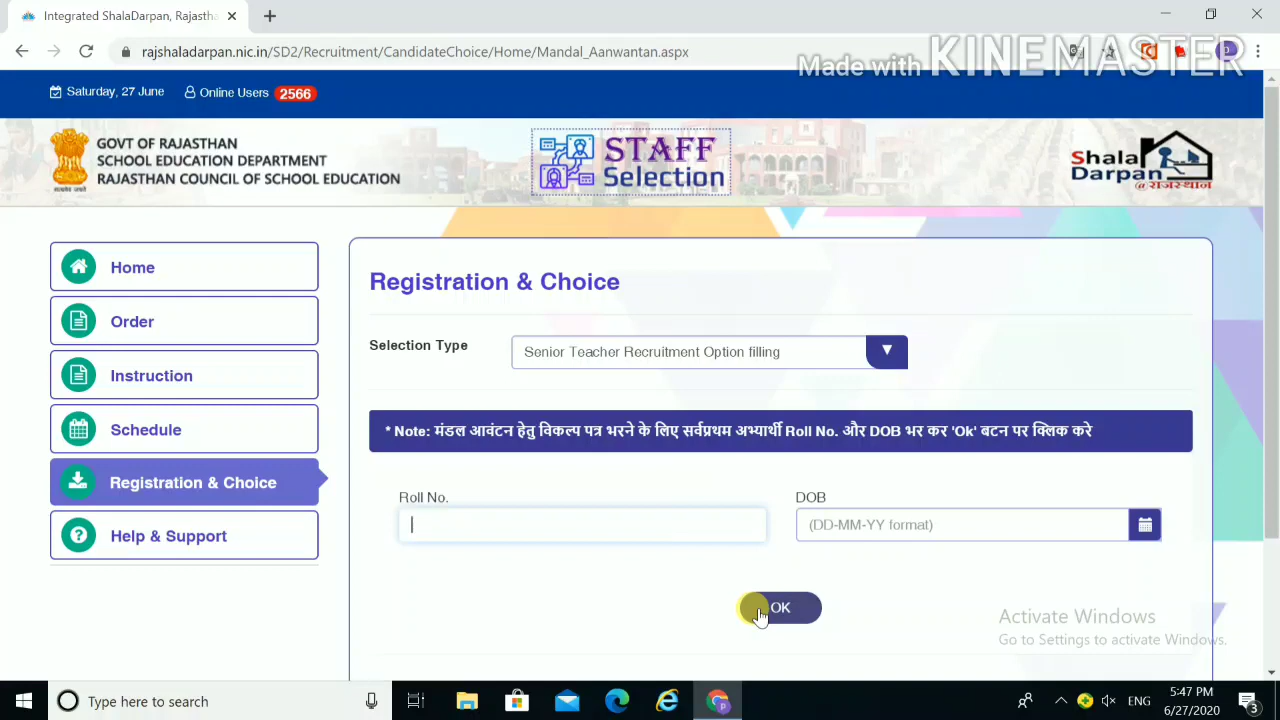 Integrated ShalaDarpan, Rajasth
rajshaladarpan.nic.in/SD2/Recruitment/CandidateChoice/Home/Mandal_Aanwantan.aspx
Made with KINEMASTER
Saturday, 27 June Online Users 2566
GOVT OF RAJASTHAN
SCHOOL EDUCATION DEPARTMENT
RAJASTHAN COUNCIL OF SCHOOL EDUCATION
STAFF
Selection
Shala
Darpan
@राजस्थान
Home
Order
Instruction
Schedule
Registration & Choice
Help & Support
Registration & Choice
Selection Type
Senior Teacher Recruitment Option filling
* Note: मंडल आवंटन हेतु विकल्प पत्र भरने के लिए सर्वप्रथम अभ्यार्थी Roll No. और DOB भर कर 'Ok' बटन पर क्लिक करे
Roll No.
DOB
(DD-MM-YY format)
OK
Activate Windows
Go to Settings to activate Windows.
Type here to search
ENG
5:47 PM
6/27/2020
3